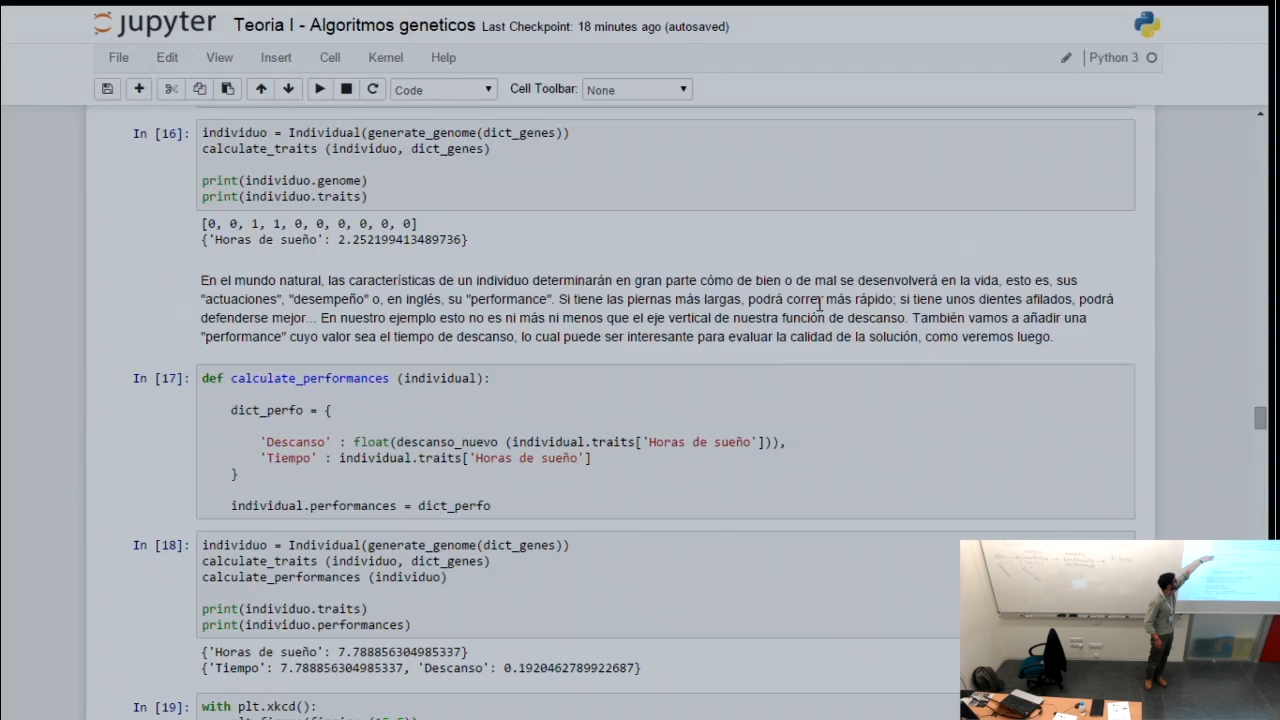 jupyter Teoria I - Algoritmos geneticos Last Checkpoint: 18 minutes ago (autosaved)
File Edit View Insert Cell Kernel Help Python 3
Code Cell Toolbar: None
In [16]: individuo = Individual(generate_genome(dict_genes))
calculate_traits (individuo, dict_genes)
print(individuo.genome)
print(individuo.traits)
[0, 0, 1, 1, 0, 0, 0, 0, 0, 0]
{'Horas de sueño': 2.252199413489736}
En el mundo natural, las características de un individuo determinarán en gran parte cómo de bien o de mal se desenvolverá en la vida, esto es, sus
"actuaciones", "desempeño" o, en inglés, su "performance". Si tiene las piernas más largas, podrá correr más rápido; si tiene unos dientes afilados, podrá
defenderse mejor... En nuestro ejemplo esto no es ni más ni menos que el eje vertical de nuestra función de descanso. También vamos a añadir una
"performance" cuyo valor sea el tiempo de descanso, lo cual puede ser interesante para evaluar la calidad de la solución, como veremos luego.
In [17]: def calculate_performances (individual):
dict_perfo = {
'Descanso' : float(descanso_nuevo (individual.traits['Horas de sueño'])),
'Tiempo' : individual.traits['Horas de sueño']
}
individual.performances = dict_perfo
In [18]: individuo = Individual(generate_genome(dict_genes))
calculate_traits (individuo, dict_genes)
calculate_performances (individuo)
print(individuo.traits)
print(individuo.performances)
{'Horas de sueño': 7.788856304985337}
{'Tiempo': 7.788856304985337, 'Descanso': 0.1920462789922687}
In [19]: with plt.xkcd():